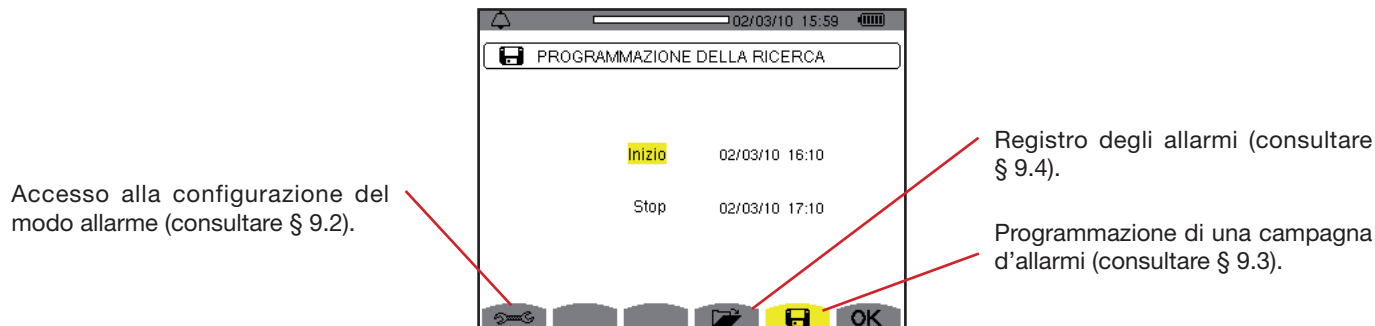 02/03/10 15:59
PROGRAMMAZIONE DELLA RICERCA
Inizio 02/03/10 16:10
Stop 02/03/10 17:10
OK
Accesso alla configurazione del
modo allarme (consultare § 9.2).
Registro degli allarmi (consultare
§ 9.4).
Programmazione di una campagna
d'allarmi (consultare § 9.3).